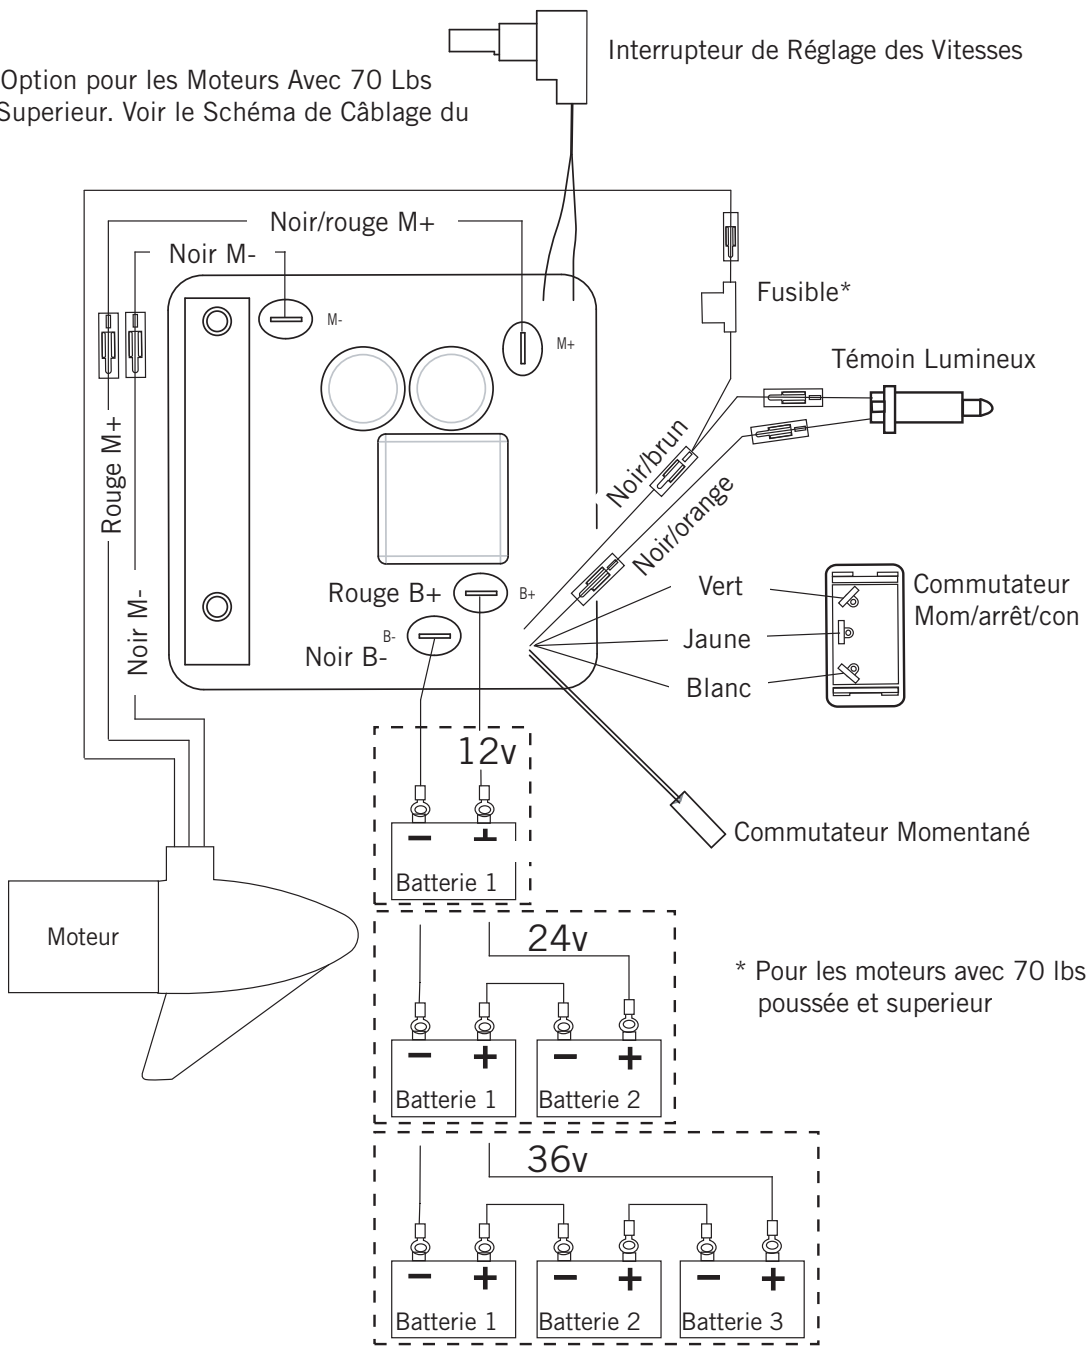 Interrupteur de Réglage des Vitesses
Option pour les Moteurs Avec 70 Lbs
Superieur. Voir le Schéma de Câblage du
Noir/rouge M+
Noir M-
M-
M+
Fusible*
Témoin Lumineux
Rouge M+
Noir M-
Noir/brun
Noir/orange
Rouge B+
B+
B-
Noir B-
Vert
Jaune
Blanc
Commutateur
Mom/arrêt/con
12v
Batterie 1
Commutateur Momentané
Moteur
24v
* Pour les moteurs avec 70 lbs
poussée et superieur
Batterie 1
Batterie 2
36v
Batterie 1
Batterie 2
Batterie 3